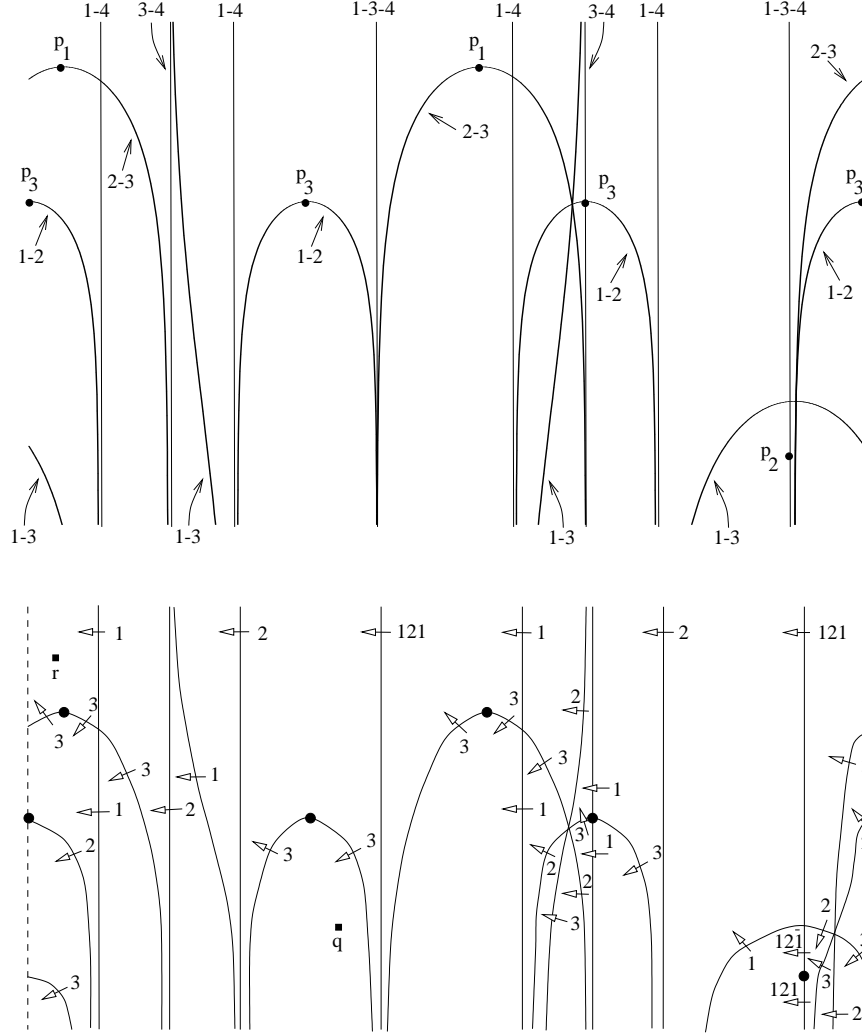 1-4 3-4 1-4 1-3-4 3-4 1-4 1-3-4
p1 p1 2-3
2-3
p3 p3 p3 p3
2-3
1-2 1-2 1-2 1-2
p2
1-3 1-3 1-3 1-3
1 2 121 1 2 121
r
3 3 3 3 2
3 3
1 3 1
1 2 1 1
2 3 3 2 3 1 3
2
3
q
3 2 3
121 1
3 121 2